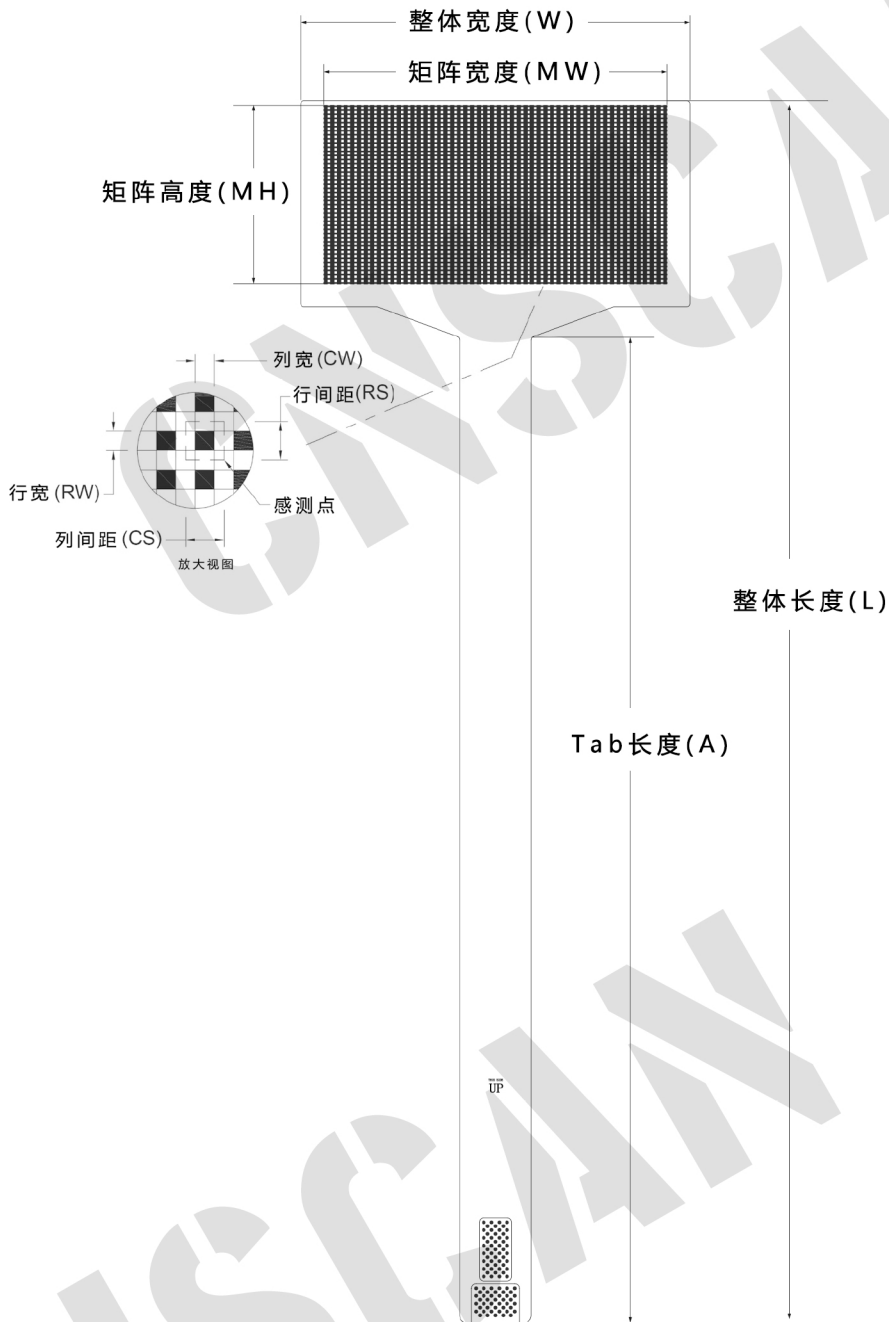 整体宽度(W)
矩阵宽度(MW)
矩阵高度(MH)
列宽(CW)
行间距(RS)
行宽(RW)
感测点
列间距(CS)
放大视图
整体长度(L)
Tab长度(A)
UP
CNSCAN
CNSCAN